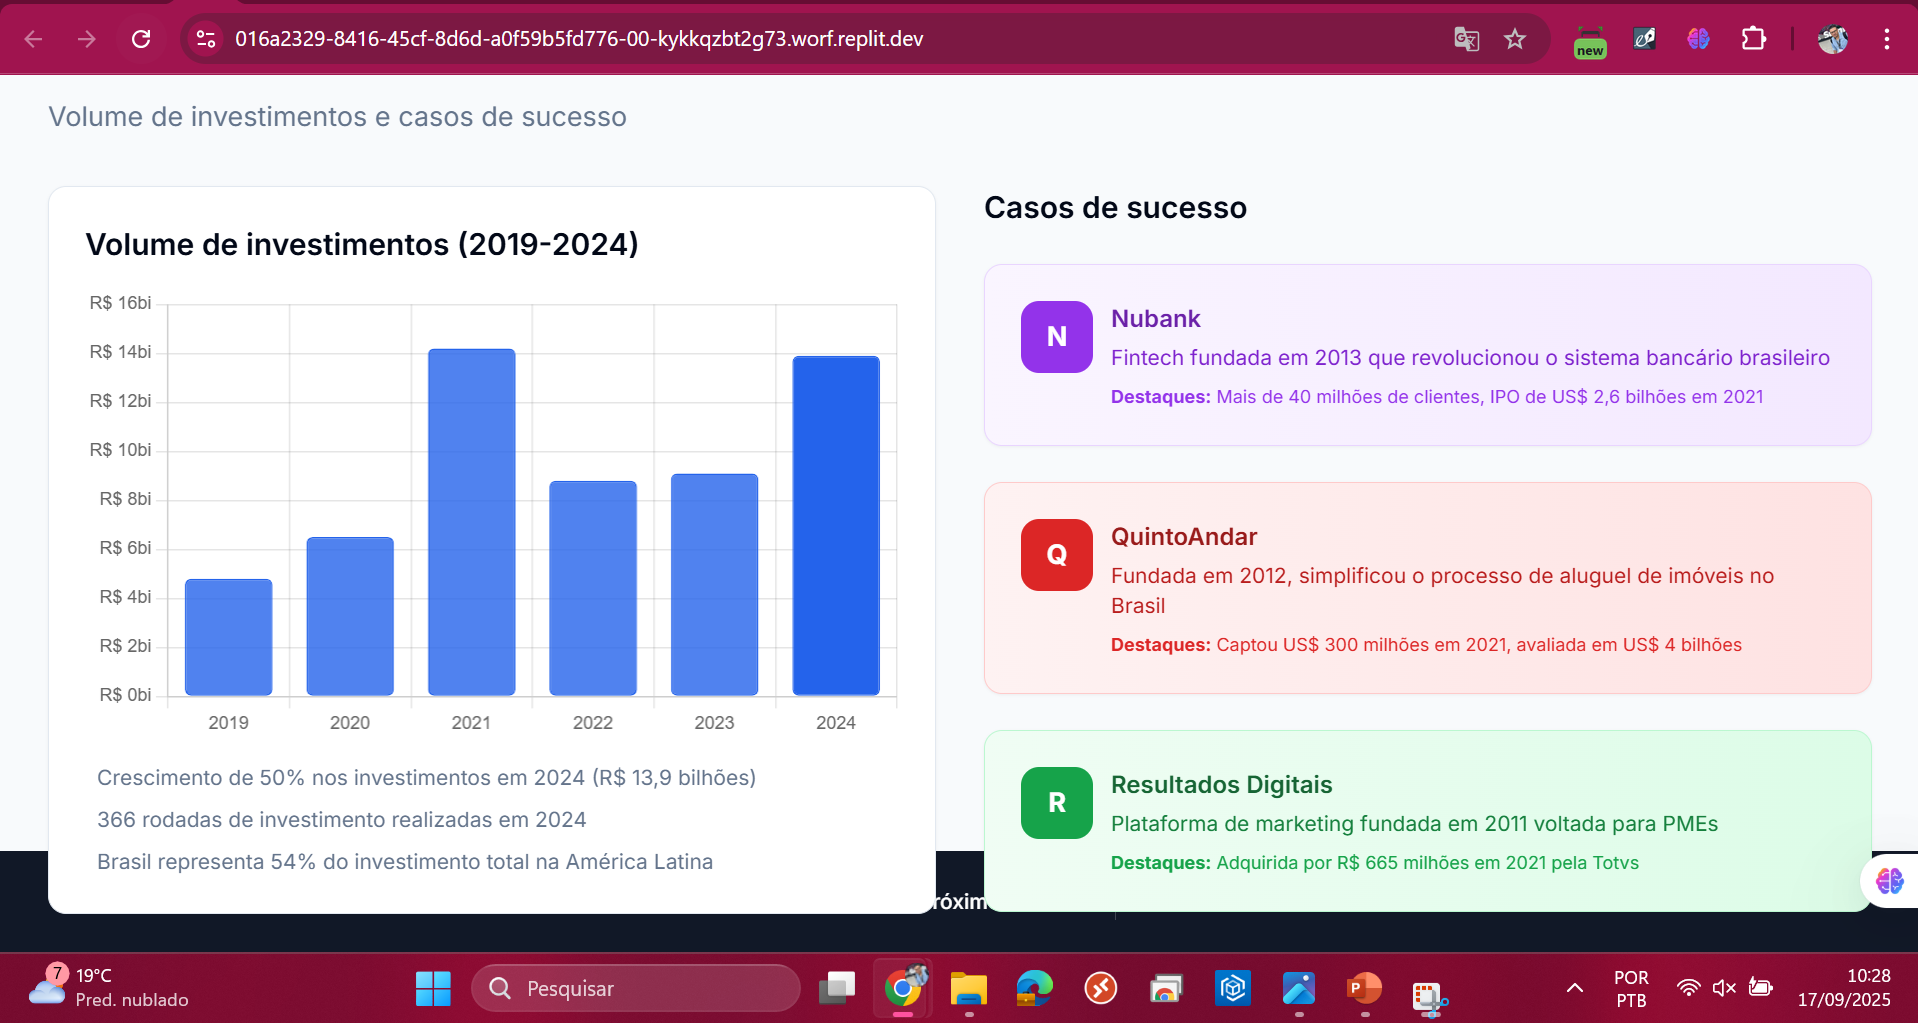 016a2329-8416-45cf-8d6d-a0f59b5fd776-00-kykkqzbt2g73.worf.replit.dev
new
Volume de investimentos e casos de sucesso
Volume de investimentos (2019-2024)
R$ 16bi
R$ 14bi
R$ 12bi
R$ 10bi
R$ 8bi
R$ 6bi
R$ 4bi
R$ 2bi
R$ 0bi
2019 2020 2021 2022 2023 2024
Crescimento de 50% nos investimentos em 2024 (R$ 13,9 bilhões)
366 rodadas de investimento realizadas em 2024
Brasil representa 54% do investimento total na América Latina
Casos de sucesso
N
Nubank
Fintech fundada em 2013 que revolucionou o sistema bancário brasileiro
Destaques: Mais de 40 milhões de clientes, IPO de US$ 2,6 bilhões em 2021
Q
QuintoAndar
Fundada em 2012, simplificou o processo de aluguel de imóveis no
Brasil
Destaques: Captou US$ 300 milhões em 2021, avaliada em US$ 4 bilhões
R
Resultados Digitais
Plataforma de marketing fundada em 2011 voltada para PMEs
Destaques: Adquirida por R$ 665 milhões em 2021 pela Totvs
róxim
7
19°C
Pred. nublado
Pesquisar
P
POR
PTB
10:28
17/09/2025